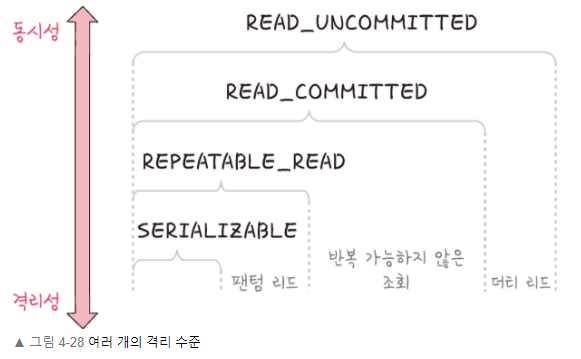 동시성
READ_UNCOMMITTED
READ_COMMITTED
REPEATABLE_READ
SERIALIZABLE
팬텀 리드
반복 가능하지 않은
조회
더티 리드
격리성
▲ 그림 4-28 여러 개의 격리 수준